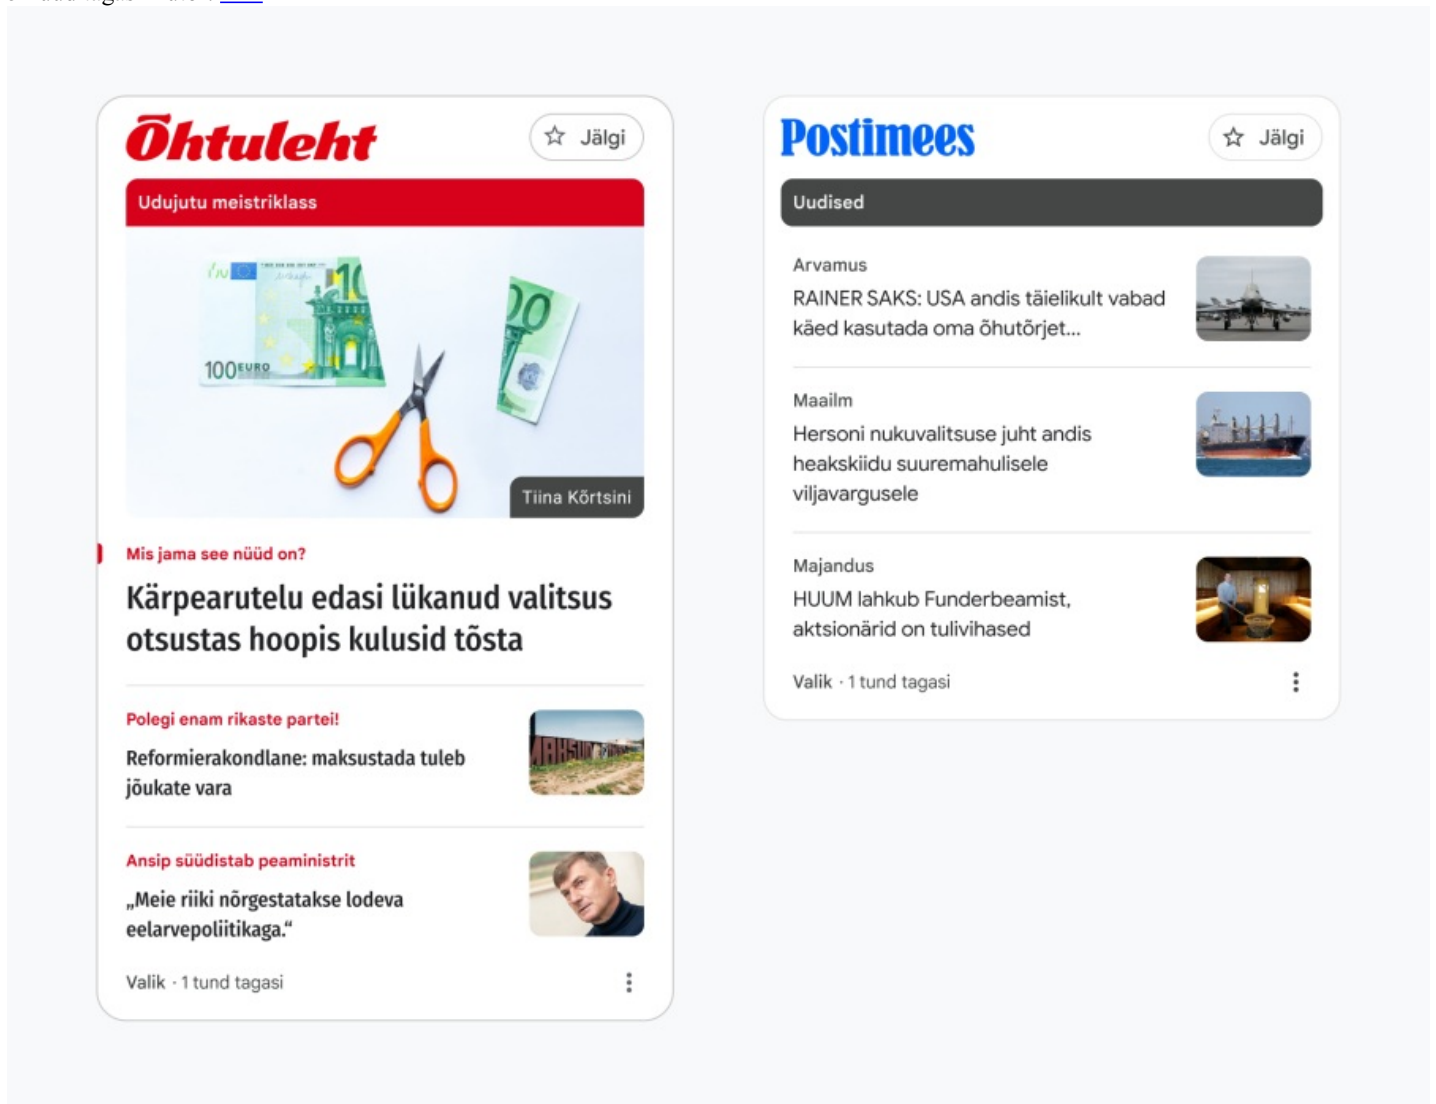 Õhtuleht
Jälgi
Udujutu meistriklass
100 EURO
Tiina Kõrtsini
Mis jama see nüüd on?
Kärpearutelu edasi lükanud valitsus
otsustas hoopis kulusid tõsta
Polegi enam rikaste partei!
Reformierakondlane: maksustada tuleb
jõukate vara
Ansip süüdistab peaministrit
„Meie riiki nõrgestatakse lodeva
eelarvepoliitikaga.“
Valik · 1 tund tagasi
Postimees
Jälgi
Uudised
Arvamus
RAINER SAKS: USA andis täielikult vabad
käed kasutada oma õhutõrjet...
Maailm
Hersoni nukuvalitsuse juht andis
heakskiidu suuremahulisele
viljavargusele
Majandus
HUUM lahkub Funderbeamist,
aktsionärid on tulivihased
Valik · 1 tund tagasi